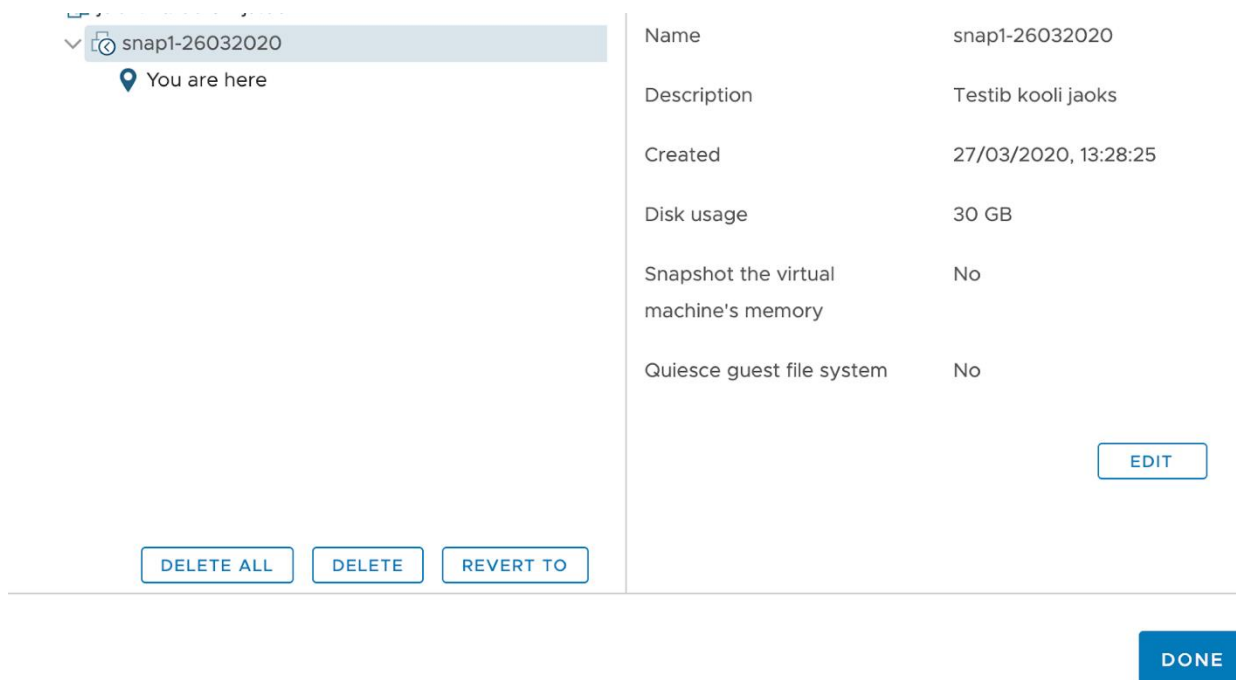 snap1-26032020
You are here
Name snap1-26032020
Description Testib kooli jaoks
Created 27/03/2020, 13:28:25
Disk usage 30 GB
Snapshot the virtual No
machine's memory
Quiesce guest file system No
EDIT
DELETE ALL DELETE REVERT TO
DONE